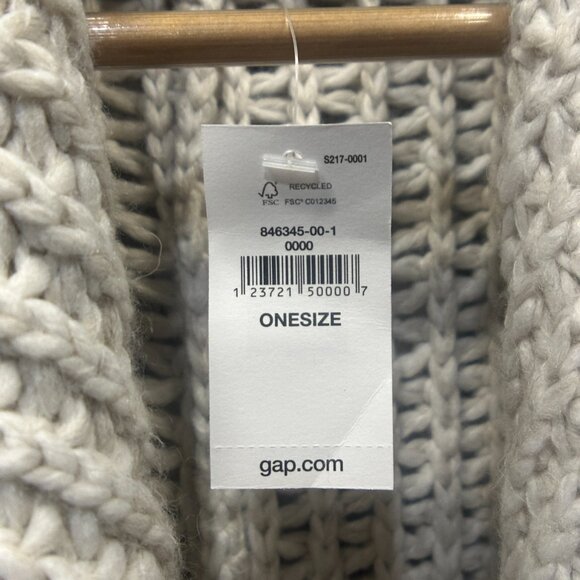 S217-0001
RECYCLED
FSC FSC® C012345
846345-00-1
0000
1 23721 50000 7
ONESIZE
gap.com